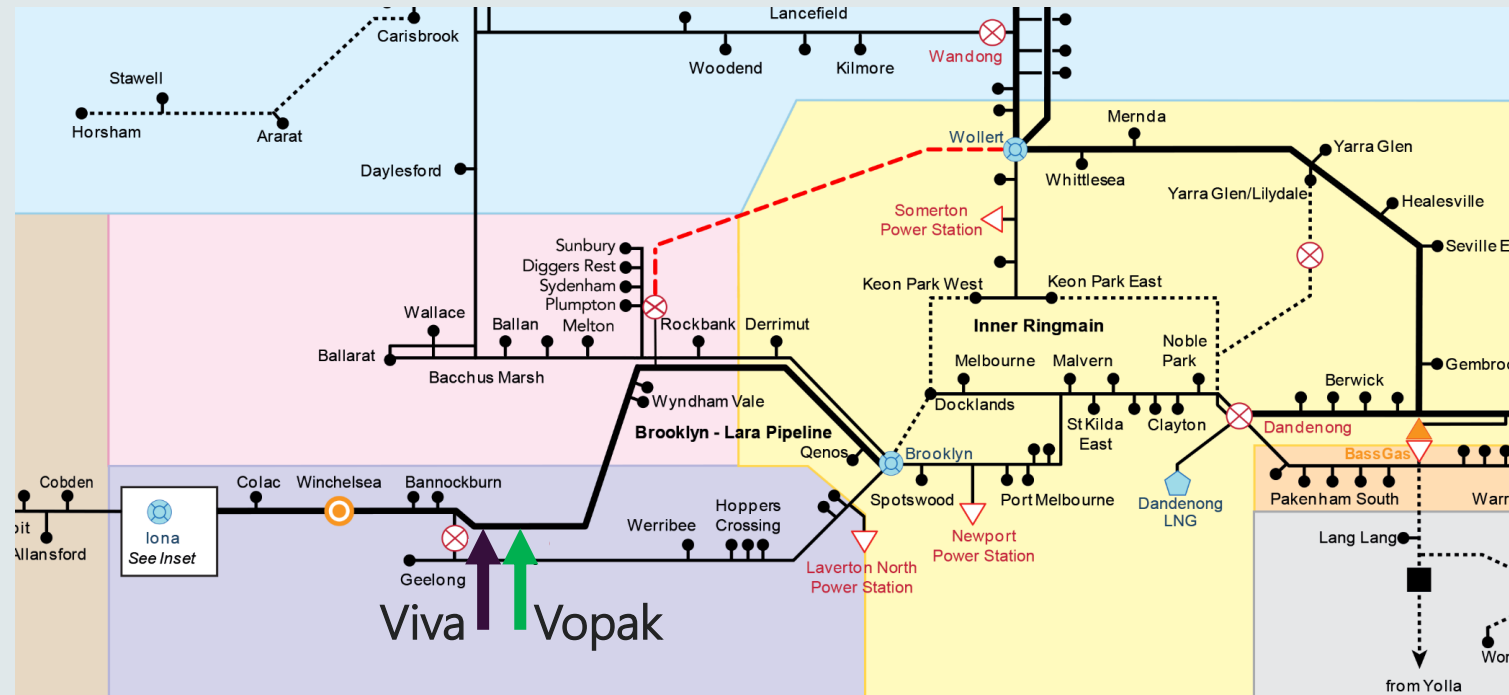 Lancefield
Carisbrook
Woodend
Kilmore
Wandong
Stawell
Horsham
Ararat
Mernda
Wollert
Yarra Glen
Whittlesea
Daylesford
Yarra Glen/Lilydale
Healesville
Somerton
Power Station
Sunbury
Diggers Rest
Sydenham
Plumpton
Seville E
Keon Park West
Keon Park East
Wallace
Ballan
Melton
Rockbank
Derrimut
Inner Ringmain
Noble
Park
Ballarat
Bacchus Marsh
Melbourne
Malvern
Gembroo
Berwick
Wyndham Vale
Docklands
St Kilda
East
Clayton
Dandenong
Brooklyn - Lara Pipeline
Qenos
Brooklyn
BassGas
Cobden
Colac
Winchelsea
Bannockburn
Spotswood
Port Melbourne
Dandenong
LNG
Pakenham South
Warr
pit
Allansford
Iona
See Inset
Werribee
Hoppers
Crossing
Newport
Power Station
Lang Lang
Geelong
Laverton North
Power Station
Viva
Vopak
Wor
from Yolla